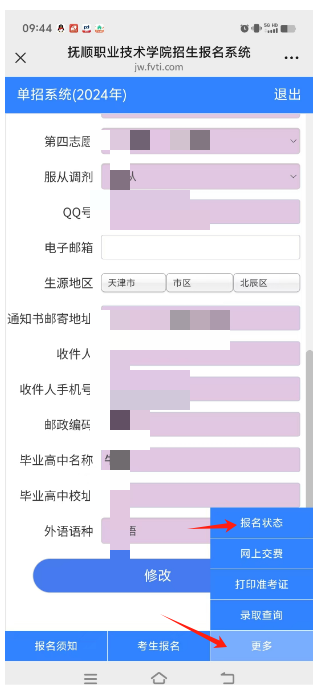 09:44
抚顺职业技术学院招生报名系统
jw.fvti.com
单招系统(2024年) 退出
第四志愿
服从调剂
QQ号
电子邮箱
生源地区 天津市 市区 北辰区
通知书邮寄地址
收件人
收件人手机号
邮政编码
毕业高中名称
毕业高中校址
外语语种 语
报名状态
网上交费
修改
打印准考证
录取查询
报名须知 考生报名 更多